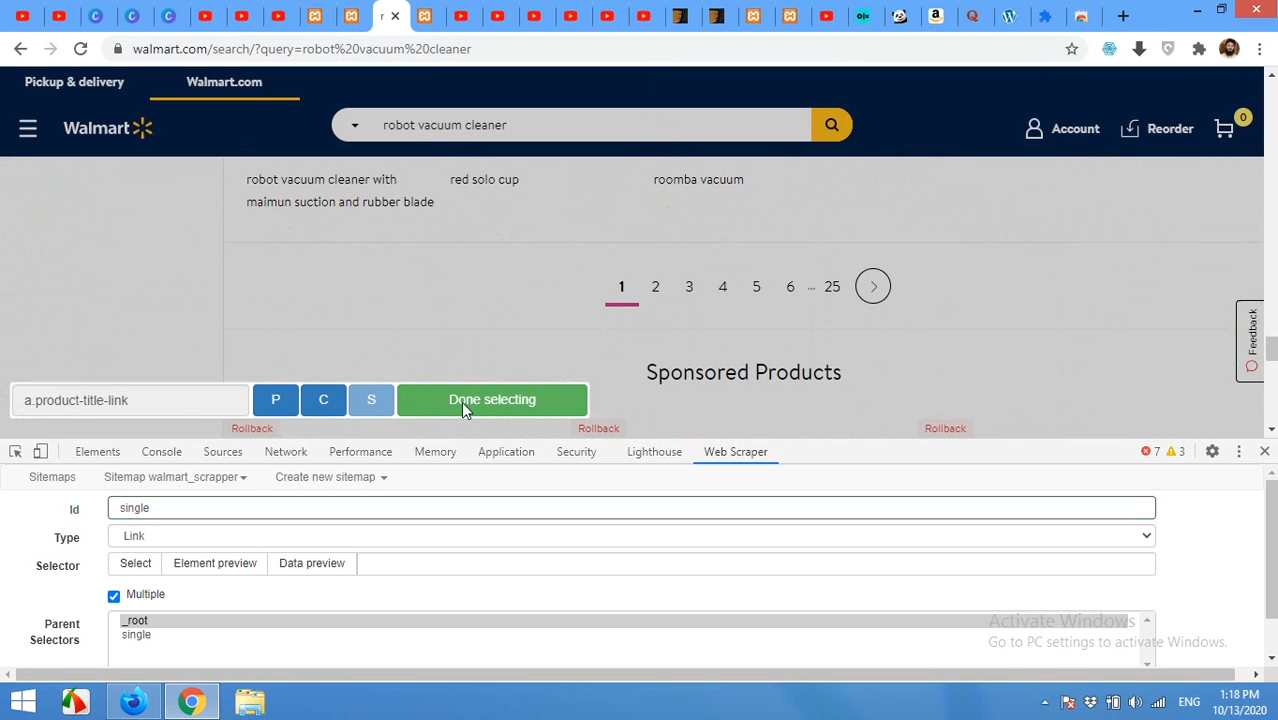 walmart.com/search/?query=robot%20vacuum%20cleaner
Pickup & delivery
Walmart.com
Walmart
robot vacuum cleaner
Account
Reorder
0
robot vacuum cleaner with
maimun suction and rubber blade
red solo cup
roomba vacuum
1 2 3 4 5 6 ... 25
Feedback
Sponsored Products
a.product-title-link
P C S Done selecting
Rollback Rollback Rollback
Elements Console Sources Network Performance Memory Application Security Lighthouse Web Scraper 7 3
Sitemaps Sitemap walmart_scrapper Create new sitemap
Id single
Type Link
Selector Select Element preview Data preview
Multiple
Parent
Selectors
_root
single
Activate Windows
Go to PC settings to activate Windows.
ENG
1:18 PM
10/13/2020